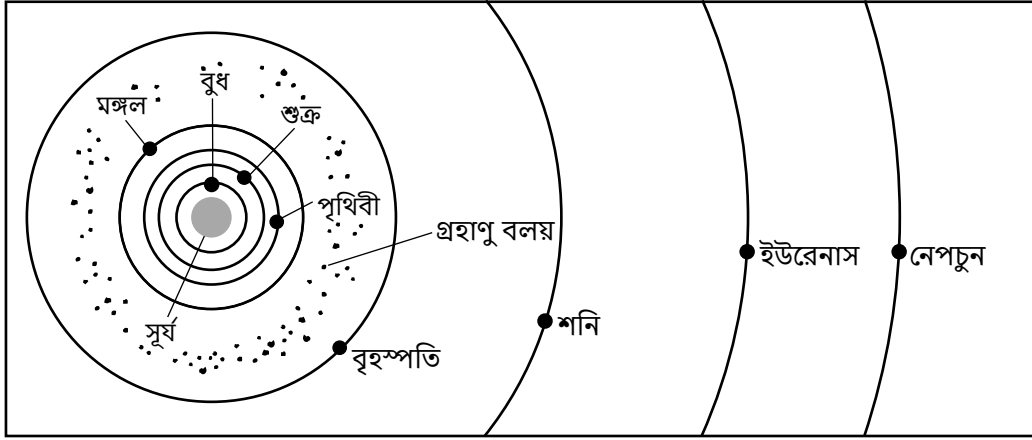 বুধ
মঙ্গল
শুক্র
পৃথিবী
গ্রহাণু বলয়
ইউরেনাস
নেপচুন
সূর্য
শনি
বৃহস্পতি